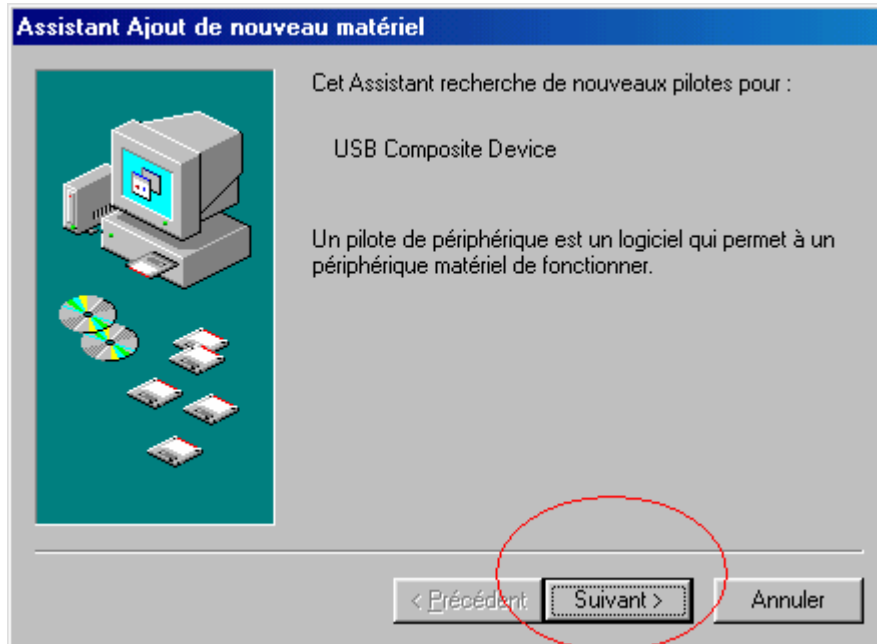 Assistant Ajout de nouveau matériel
Cet Assistant recherche de nouveaux pilotes pour :
USB Composite Device
Un pilote de périphérique est un logiciel qui permet à un
périphérique matériel de fonctionner.
< Précédent Suivant > Annuler